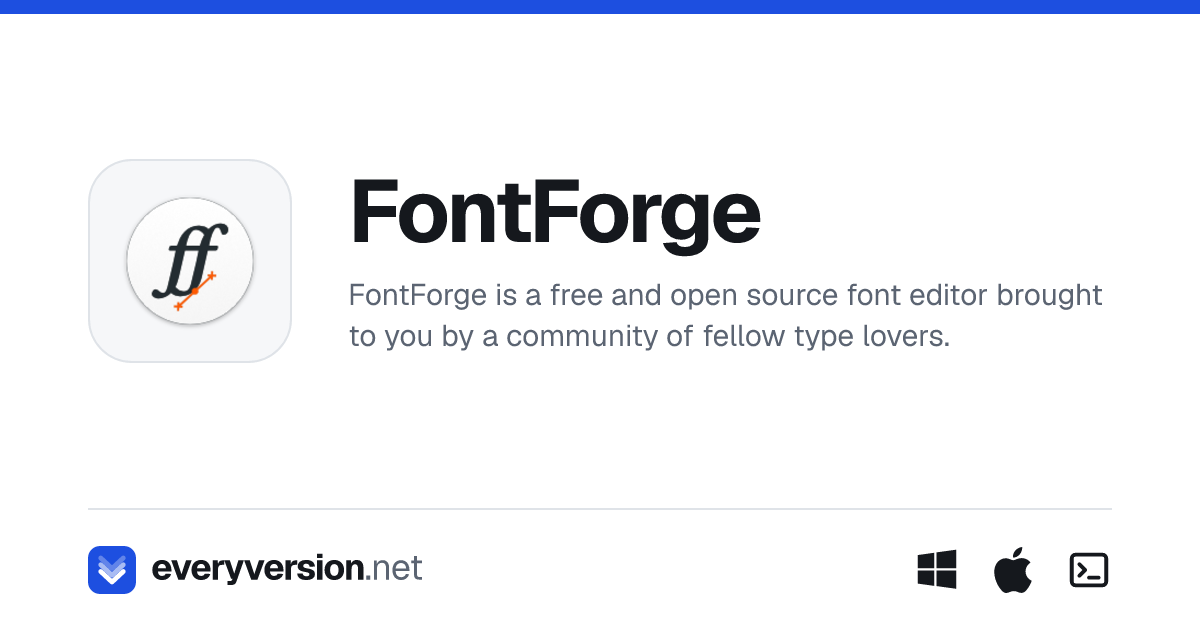 ff
FontForge
FontForge is a free and open source font editor brought
to you by a community of fellow type lovers.
everyversion.net